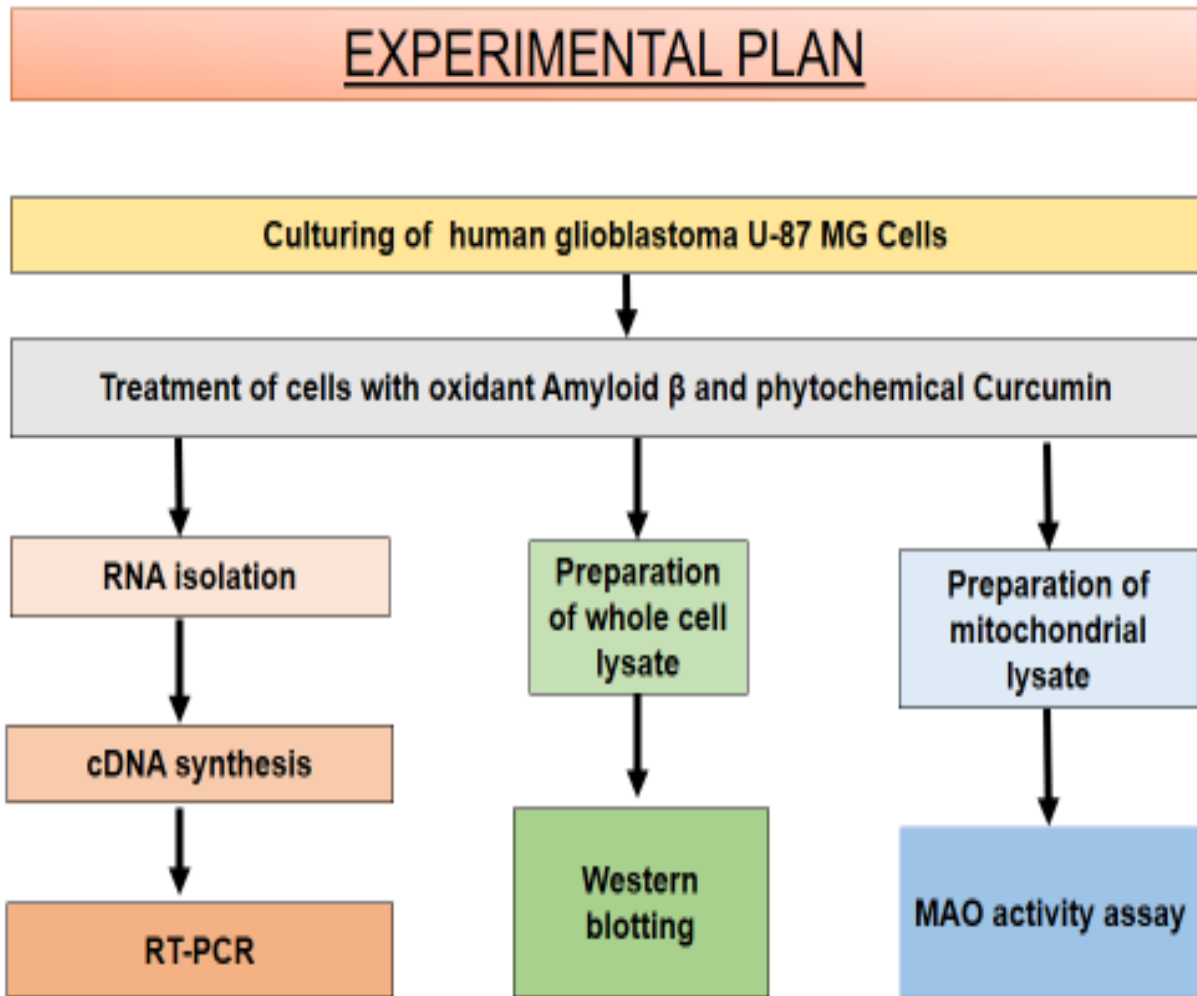 EXPERIMENTAL PLAN
Culturing of human glioblastoma U-87 MG Cells
Treatment of cells with oxidant Amyloid β and phytochemical Curcumin
RNA isolation
cDNA synthesis
RT-PCR
Preparation
of whole cell
lysate
Western
blotting
Preparation of
mitochondrial
lysate
MAO activity assay